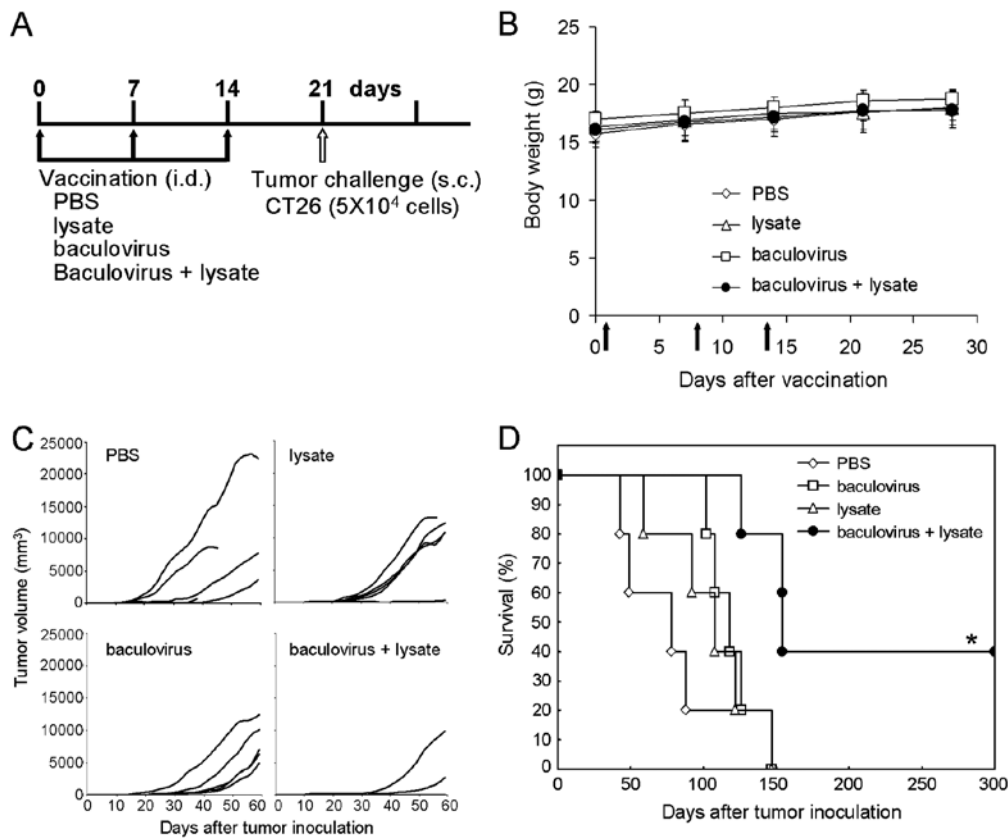 A
0 7 14 21 days
Vaccination (i.d.)
PBS
lysate
baculovirus
Baculovirus + lysate
Tumor challenge (s.c.)
CT26 (5X10⁴ cells)
B
Body weight (g)
25
20
15
10
5
0
PBS
lysate
baculovirus
baculovirus + lysate
0 5 10 15 20 25 30
Days after vaccination
C
Tumor volume (mm³)
25000
20000
15000
10000
5000
0
PBS
lysate
25000
20000
15000
10000
5000
0
baculovirus
baculovirus + lysate
0 10 20 30 40 50 60
0 10 20 30 40 50 60
Days after tumor inoculation
D
Survival (%)
100
80
60
40
20
0
PBS
baculovirus
lysate
baculovirus + lysate
*
0 50 100 150 200 250 300
Days after tumor inoculation